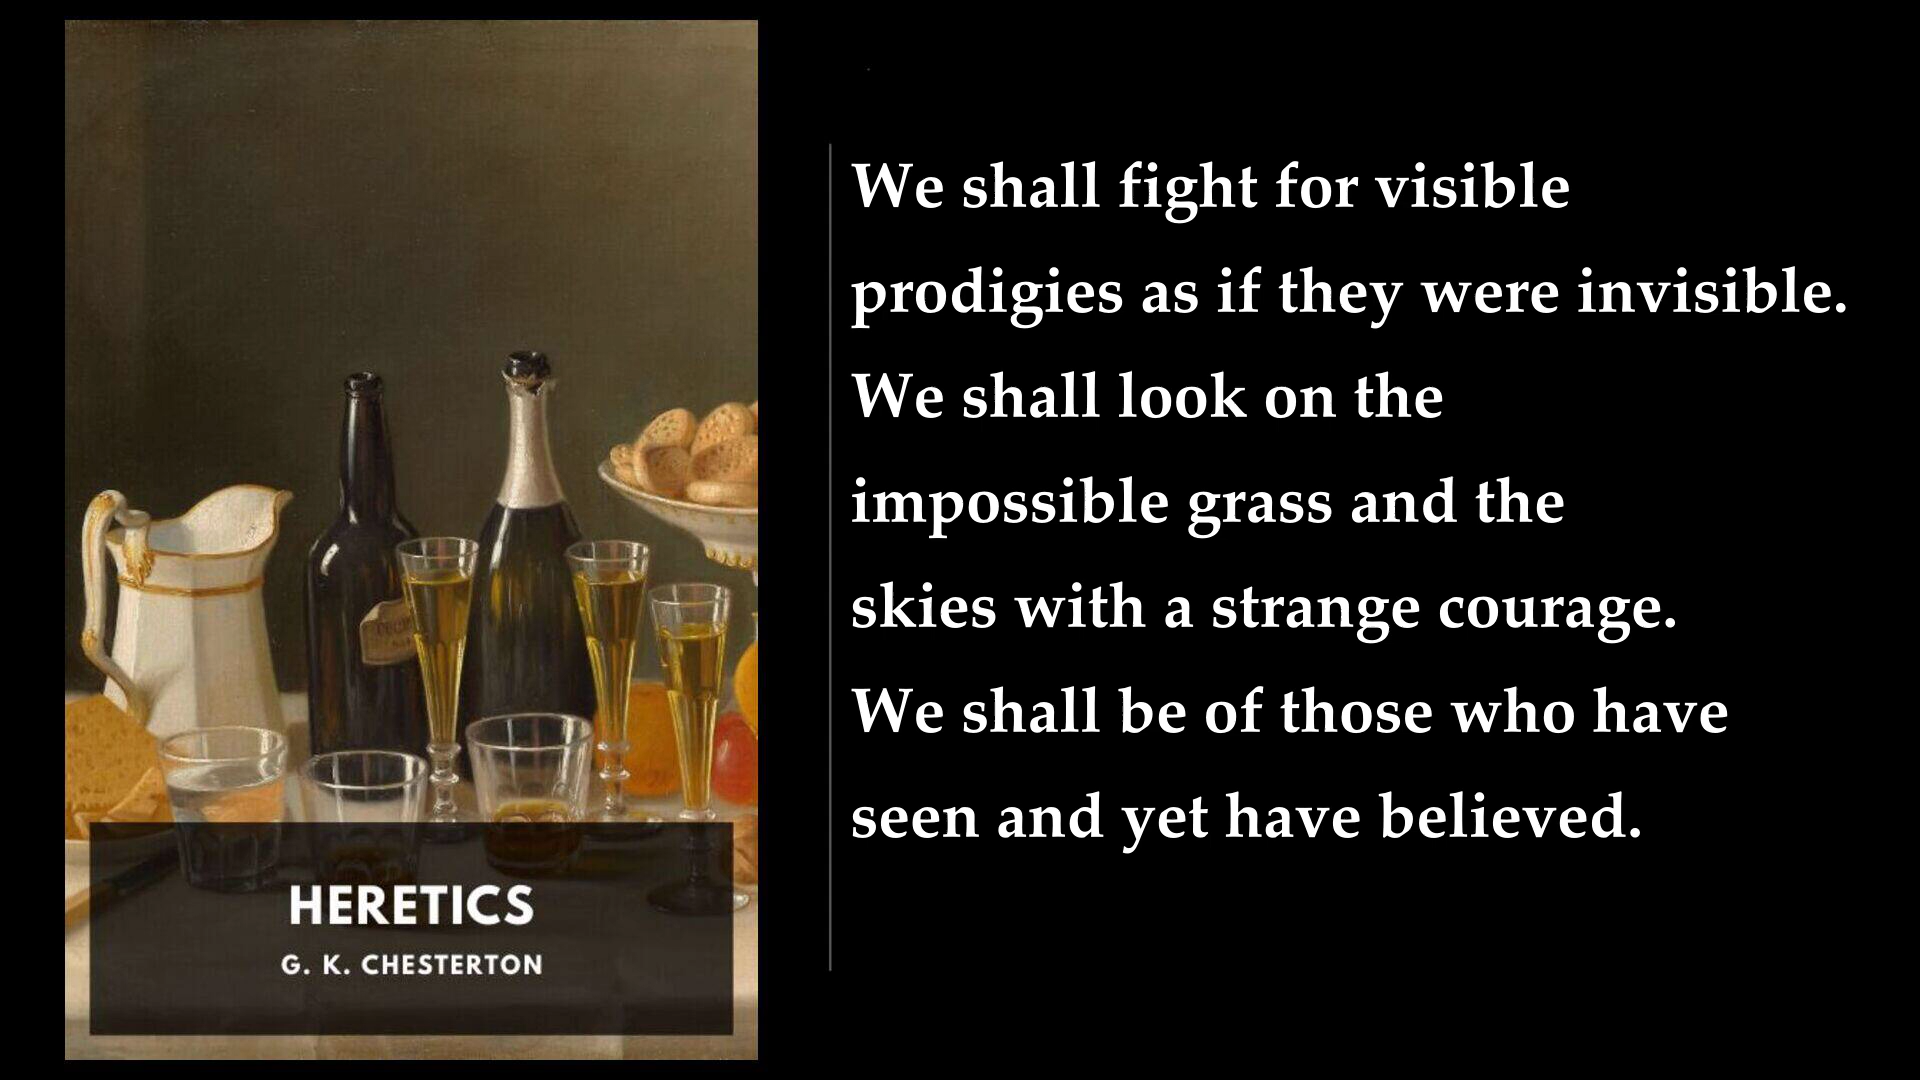 We shall fight for visible
prodigies as if they were invisible.
We shall look on the
impossible grass and the
skies with a strange courage.
We shall be of those who have
seen and yet have believed.
HERETICS
G. K. CHESTERTON